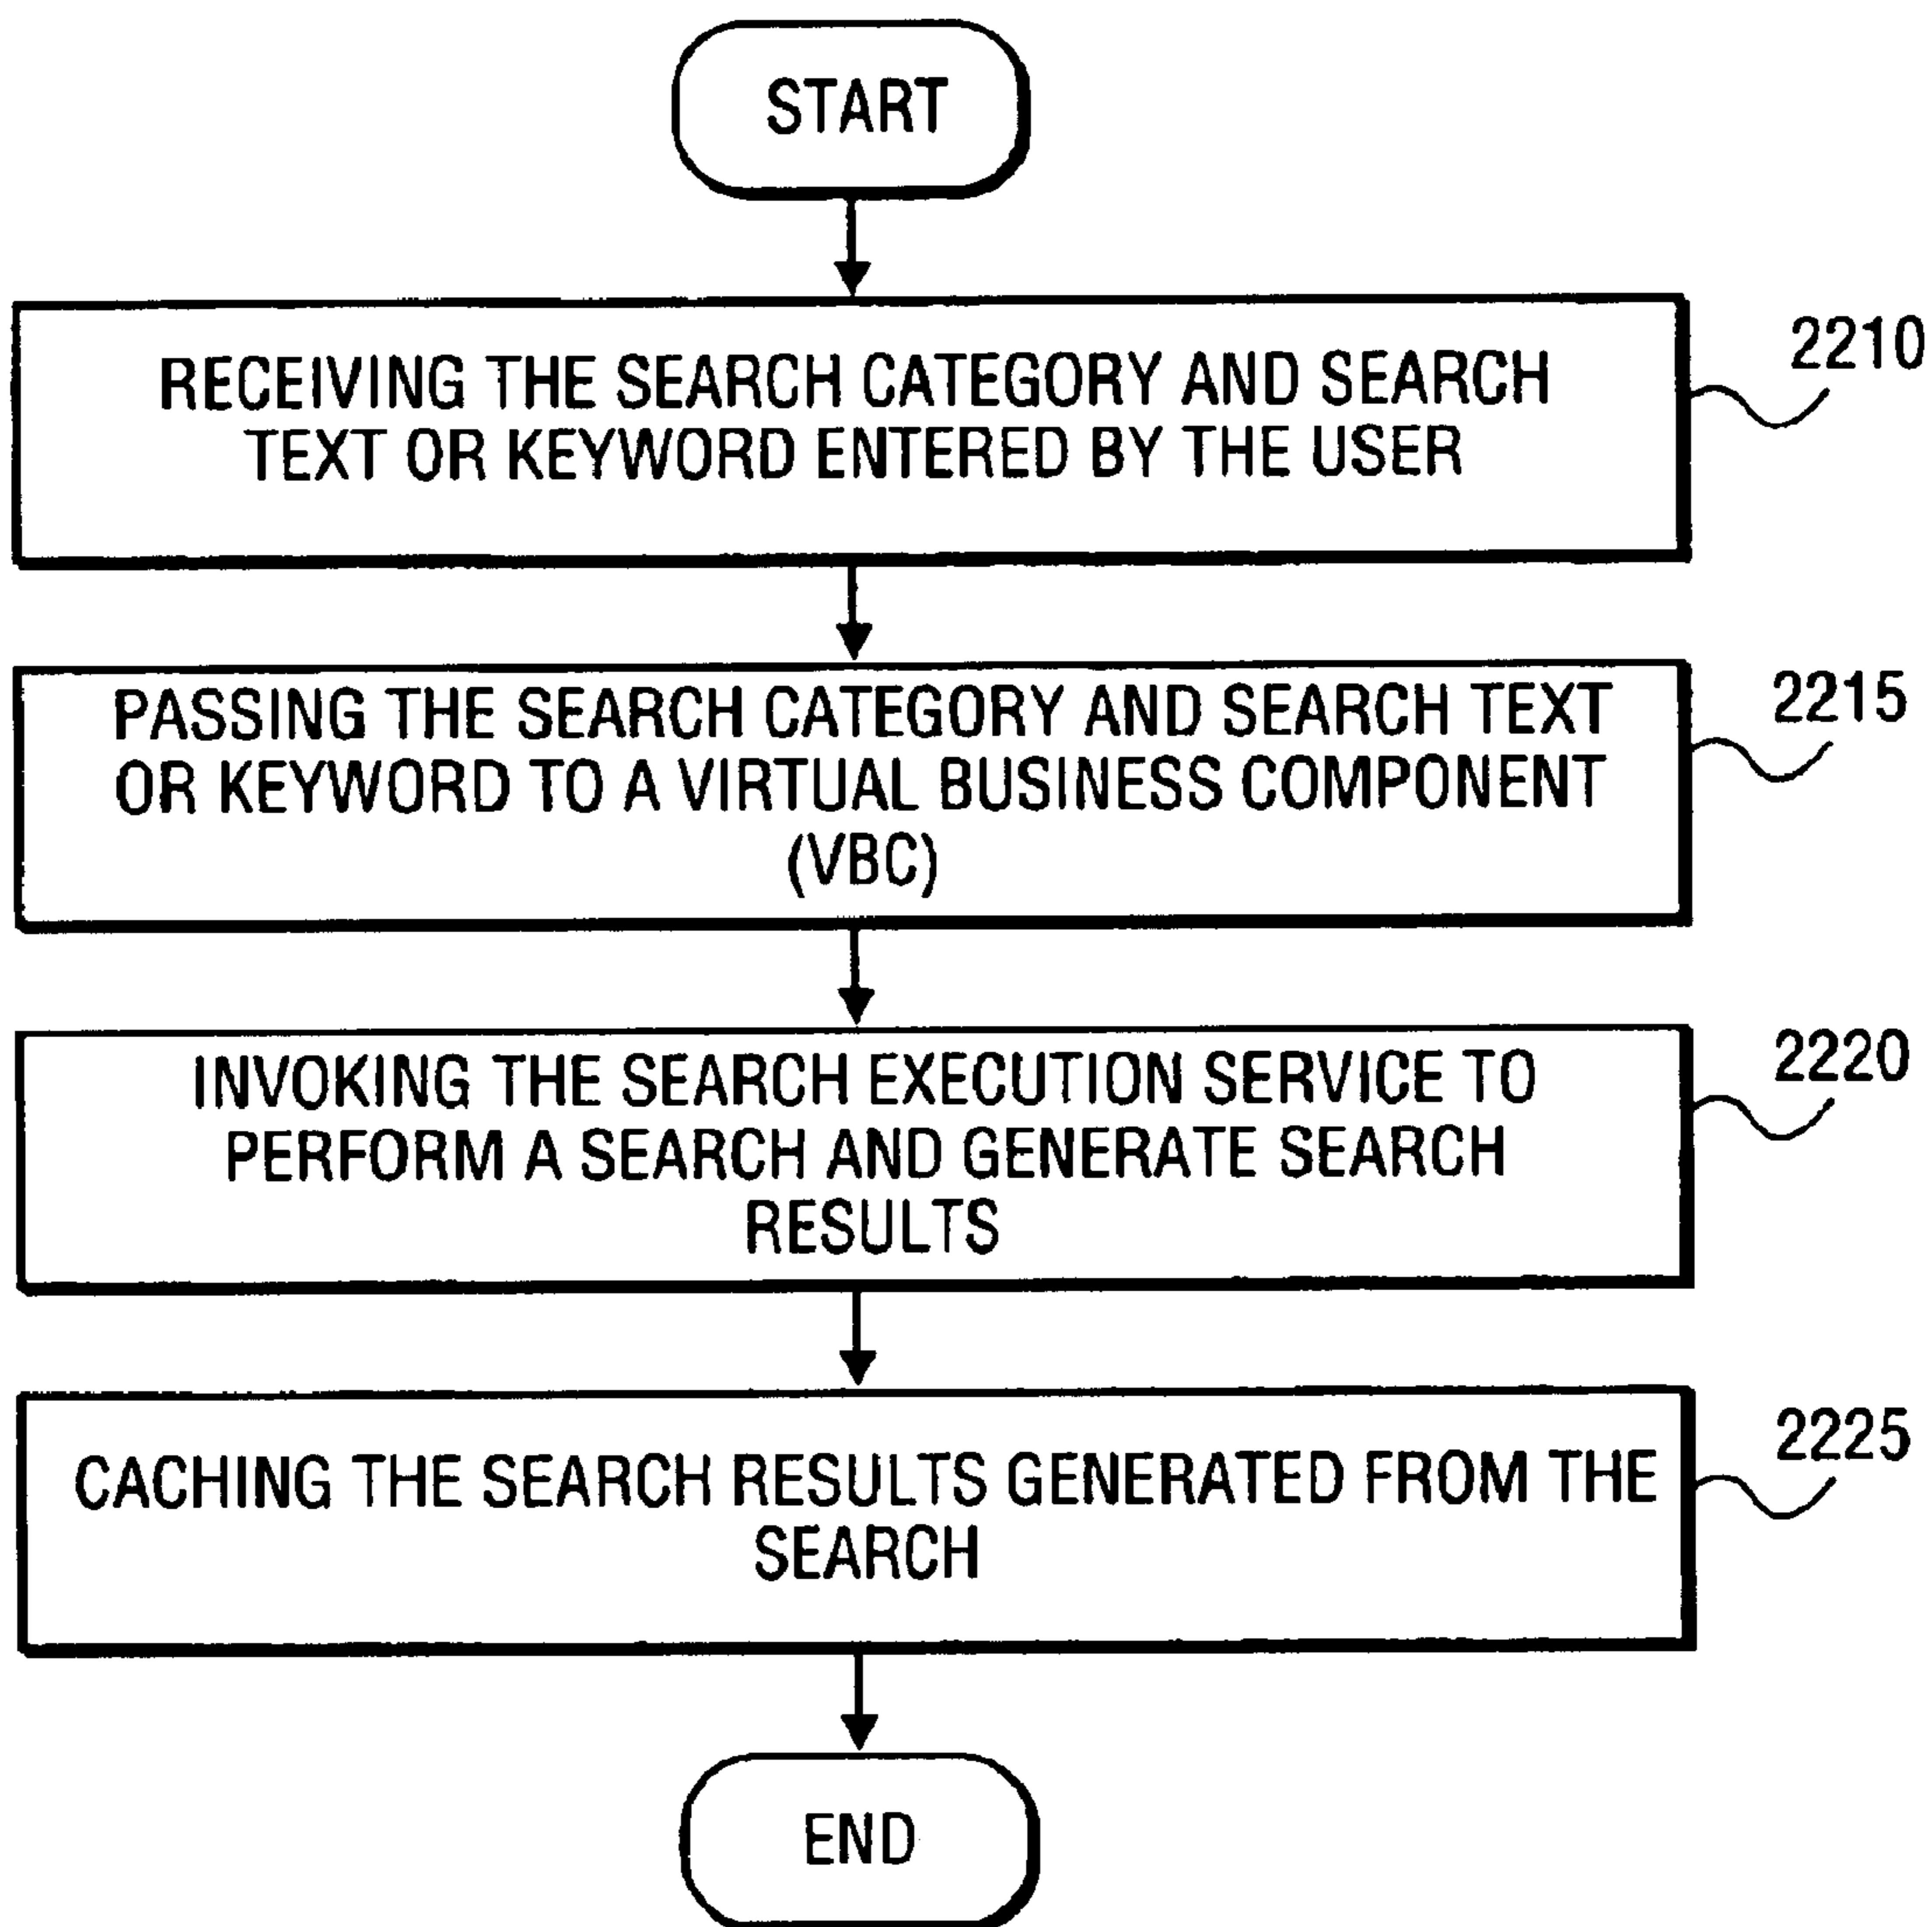 START
RECEIVING THE SEARCH CATEGORY AND SEARCH
TEXT OR KEYWORD ENTERED BY THE USER
2210
PASSING THE SEARCH CATEGORY AND SEARCH TEXT
OR KEYWORD TO A VIRTUAL BUSINESS COMPONENT
(VBC)
2215
INVOKING THE SEARCH EXECUTION SERVICE TO
PERFORM A SEARCH AND GENERATE SEARCH
RESULTS
2220
CACHING THE SEARCH RESULTS GENERATED FROM THE
SEARCH
2225
END